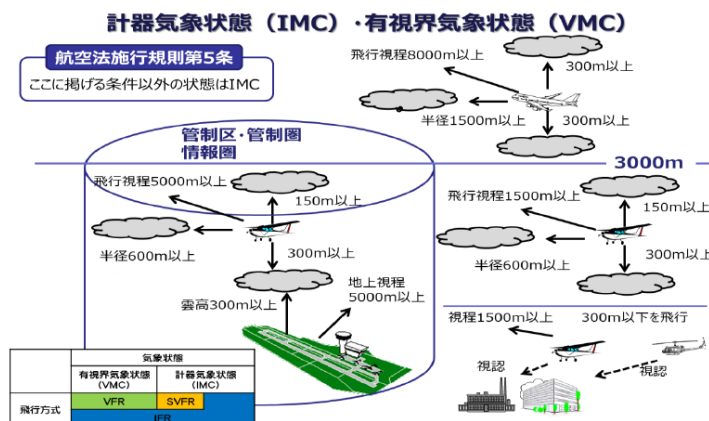 計器気象状態（IMC）・有視界気象状態（VMC）
航空法施行規則第5条
ここに掲げる条件以外の状態はIMC
飛行視程8000m以上
300m以上
半径1500m以上
300m以上
3000m
管制区・管制圏
情報圏
飛行視程5000m以上
150m以上
半径600m以上
300m以上
雲高300m以上
地上視程
5000m以上
飛行視程1500m以上
150m以上
半径600m以上
300m以上
視程1500m以上
300m以下を飛行
視認
視認
気象状態
有視界気象状態
(VMC)
計器気象状態
(IMC)
飛行方式
VFR
SVFR
IFR